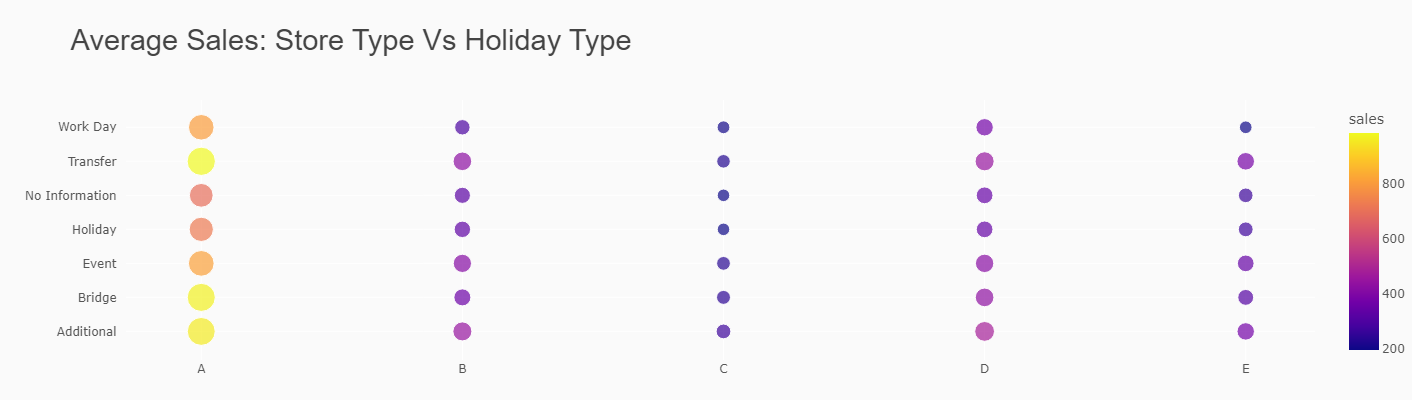 Average Sales: Store Type Vs Holiday Type
sales
Work Day
Transfer
No Information
Holiday
Event
Bridge
Additional
A B C D E
800
600
400
200